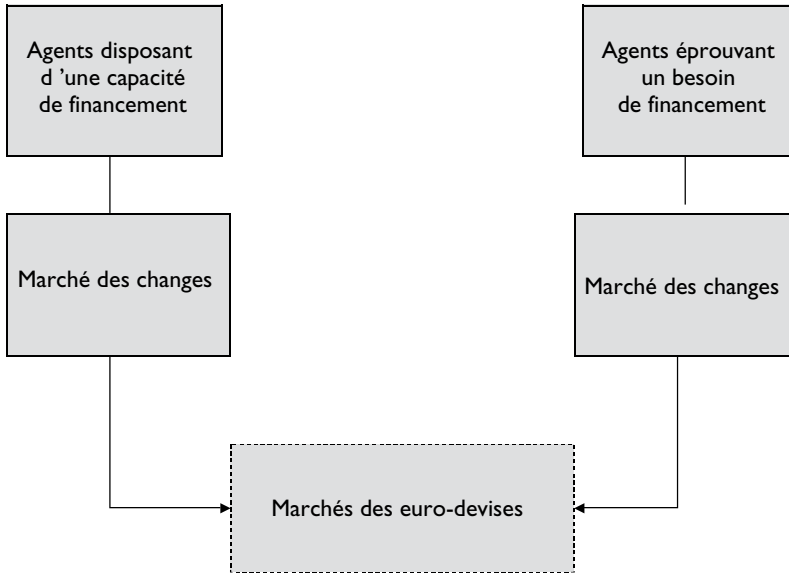 Agents disposant
d ’une capacité
de financement
Agents éprouvant
un besoin
de financement
Marché des changes
Marché des changes
Marchés des euro-devises